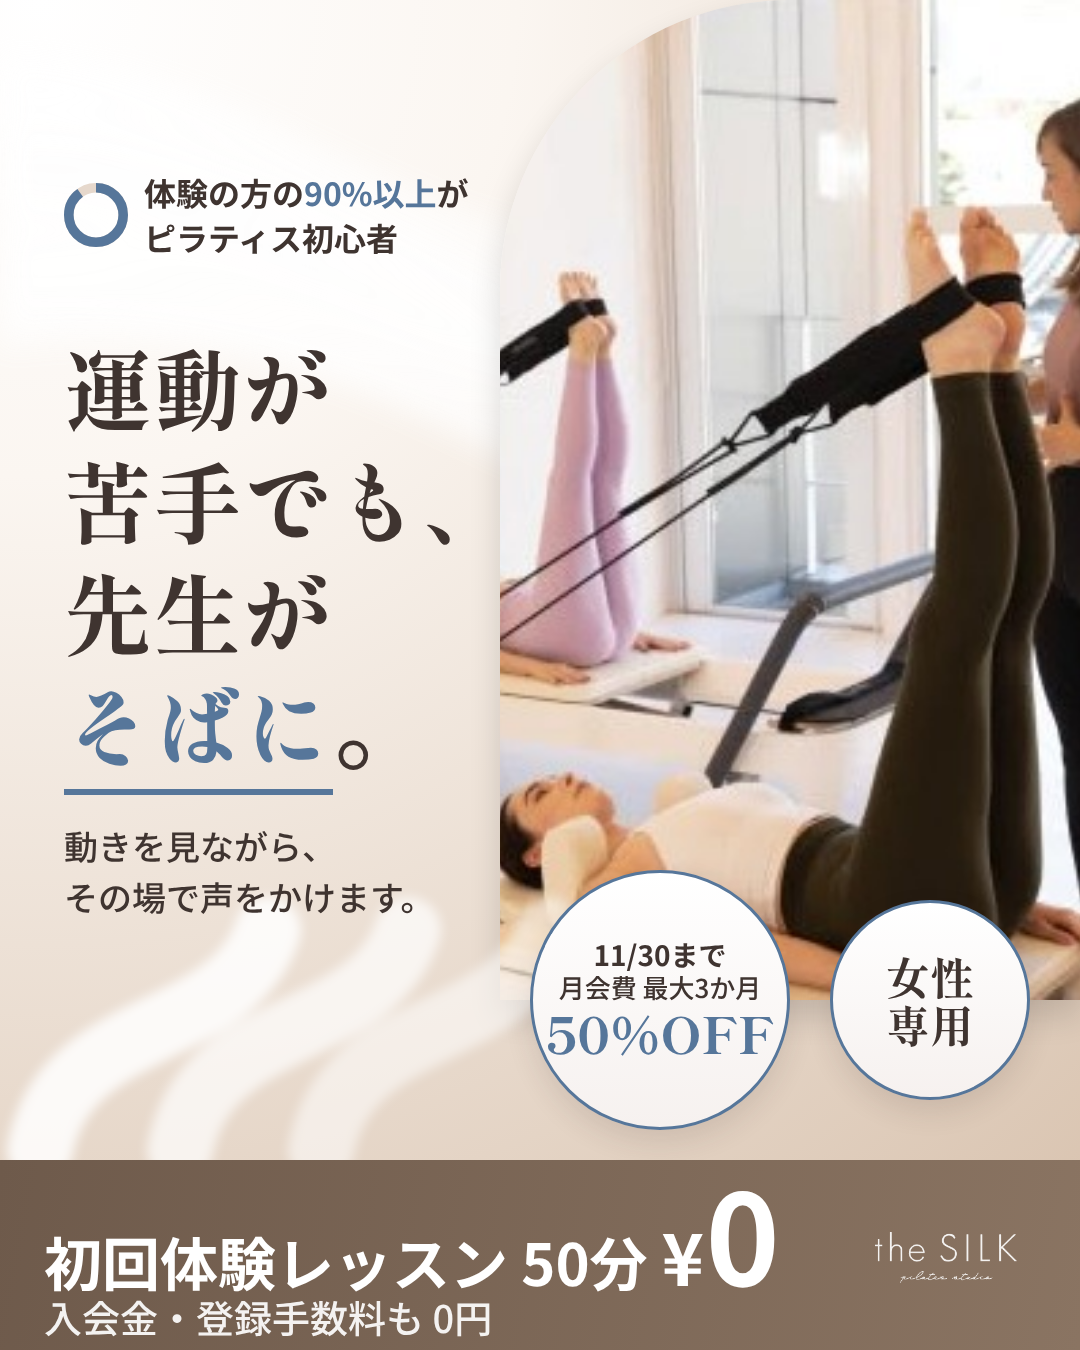 体験の方の90%以上が
ピラティス初心者
運動が
苦手でも、
先生が
そばに。
動きを見ながら、
その場で声をかけます。
11/30まで
月会費 最大3か月
50%OFF
女性
専用
初回体験レッスン 50分 ¥0
入会金・登録手数料も 0円
the SILK
pilates studio